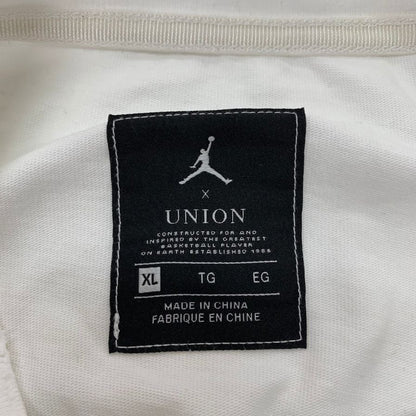 X
UNION
CONSTRUCTED FOR AND
INSPIRED BY THE GREATEST
BASKETBALL PLAYER
ON EARTH ESTABLISHED 1985
XL TG EG
MADE IN CHINA
FABRIQUE EN CHINE